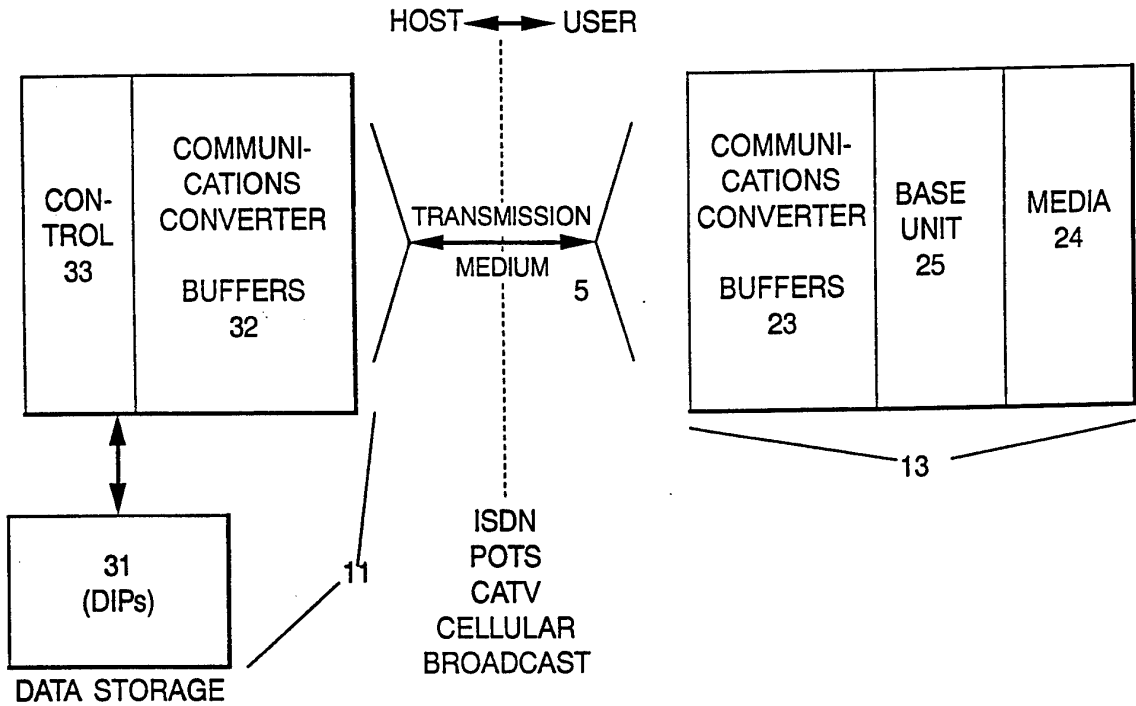 HOST USER
CON-
TROL
33
COMMUNI-
CATIONS
CONVERTER
BUFFERS
32
TRANSMISSION
MEDIUM
5
COMMUNI-
CATIONS
CONVERTER
BUFFERS
23
BASE
UNIT
25
MEDIA
24
13
31
(DIPs)
DATA STORAGE
11
ISDN
POTS
CATV
CELLULAR
BROADCAST